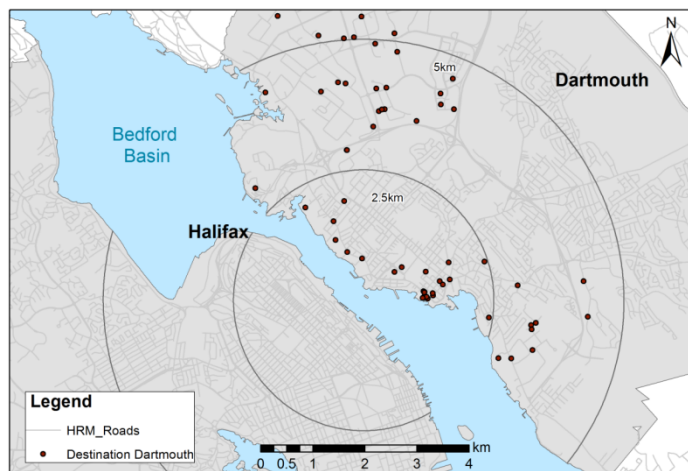 N
5km
Dartmouth
Bedford
Basin
2.5km
Halifax
Legend
HRM_Roads
Destination Dartmouth
km
0 0.5 1 2 3 4